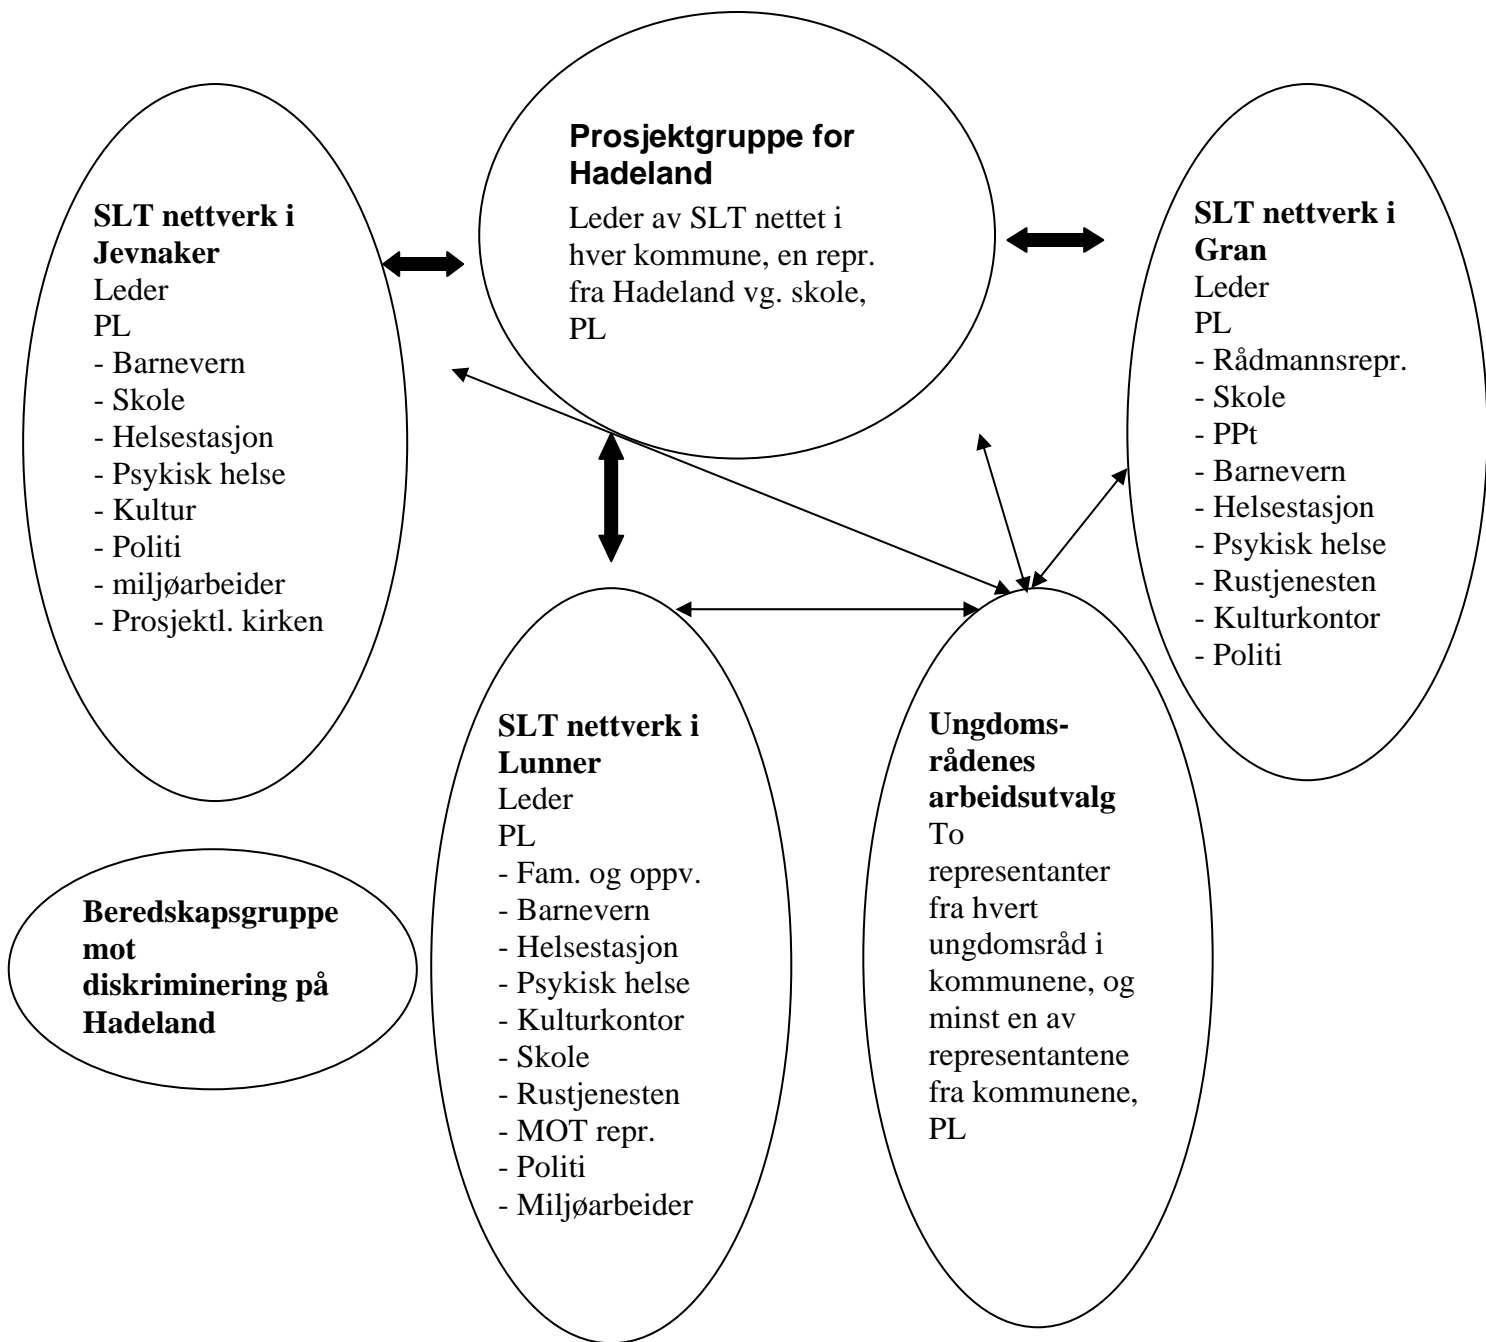 Prosjektgruppe for
Hadeland
Leder av SLT nettet i
hver kommune, en repr.
fra Hadeland vg. skole,
PL
SLT nettverk i
Jevnaker
Leder
PL
- Barnevern
- Skole
- Helsestasjon
- Psykisk helse
- Kultur
- Politi
- miljøarbeider
- Prosjektl. kirken
SLT nettverk i
Gran
Leder
PL
- Rådmannsrepr.
- Skole
- PPt
- Barnevern
- Helsestasjon
- Psykisk helse
- Rustjenesten
- Kulturkontor
- Politi
SLT nettverk i
Lunner
Leder
PL
- Fam. og oppv.
- Barnevern
- Helsestasjon
- Psykisk helse
- Kulturkontor
- Skole
- Rustjenesten
- MOT repr.
- Politi
- Miljøarbeider
Ungdoms-
rådenes
arbeidsutvalg
To
representanter
fra hvert
ungdomsråd i
kommunene, og
minst en av
representantene
fra kommunene,
PL
Beredskapsgruppe
mot
diskriminering på
Hadeland